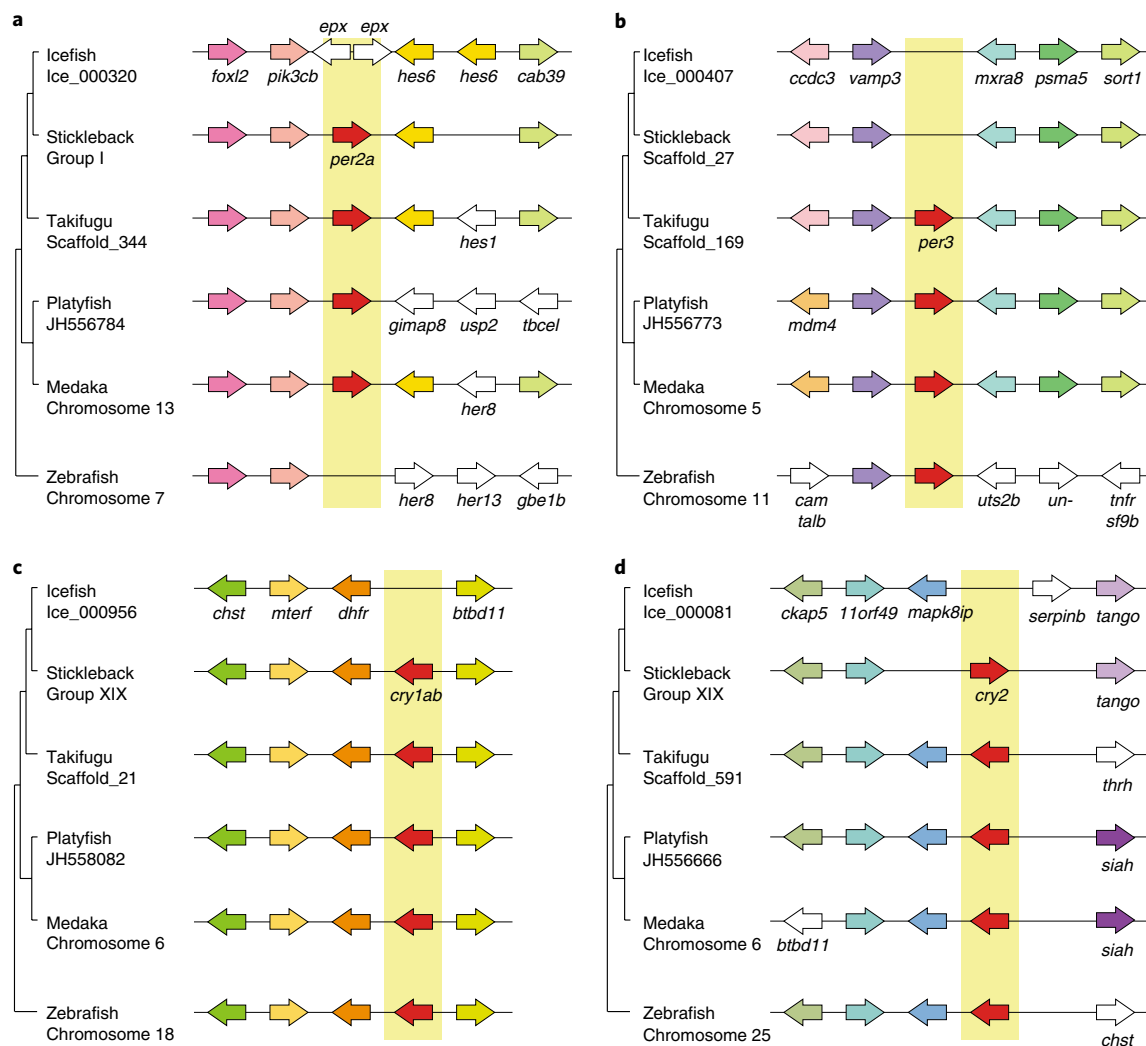 a
epx epx
Icefish
Ice_000320
foxl2 pik3cb hes6 hes6 cab39
Stickleback
Group I
per2a
Takifugu
Scaffold_344
hes1
Platyfish
JH556784
gimap8 usp2 tbcel
Medaka
Chromosome 13
her8
Zebrafish
Chromosome 7
her8 her13 gbe1b
b
Icefish
Ice_000407
ccdc3 vamp3 mxra8 psma5 sort1
Stickleback
Scaffold_27
Takifugu
Scaffold_169
per3
Platyfish
JH556773
mdm4
Medaka
Chromosome 5
Zebrafish
Chromosome 11
cam uts2b un- tnfr
talb sf9b
c
Icefish
Ice_000956
chst mterf dhfr btbd11
Stickleback
Group XIX
cry1ab
Takifugu
Scaffold_21
Platyfish
JH558082
Medaka
Chromosome 6
Zebrafish
Chromosome 18
d
Icefish
Ice_000081
ckap5 11orf49 mapk8ip serpinb tango
Stickleback
Group XIX
cry2 tango
Takifugu
Scaffold_591
thrh
Platyfish
JH556666
siah
Medaka
Chromosome 6
btbd11 siah
Zebrafish
Chromosome 25
chst